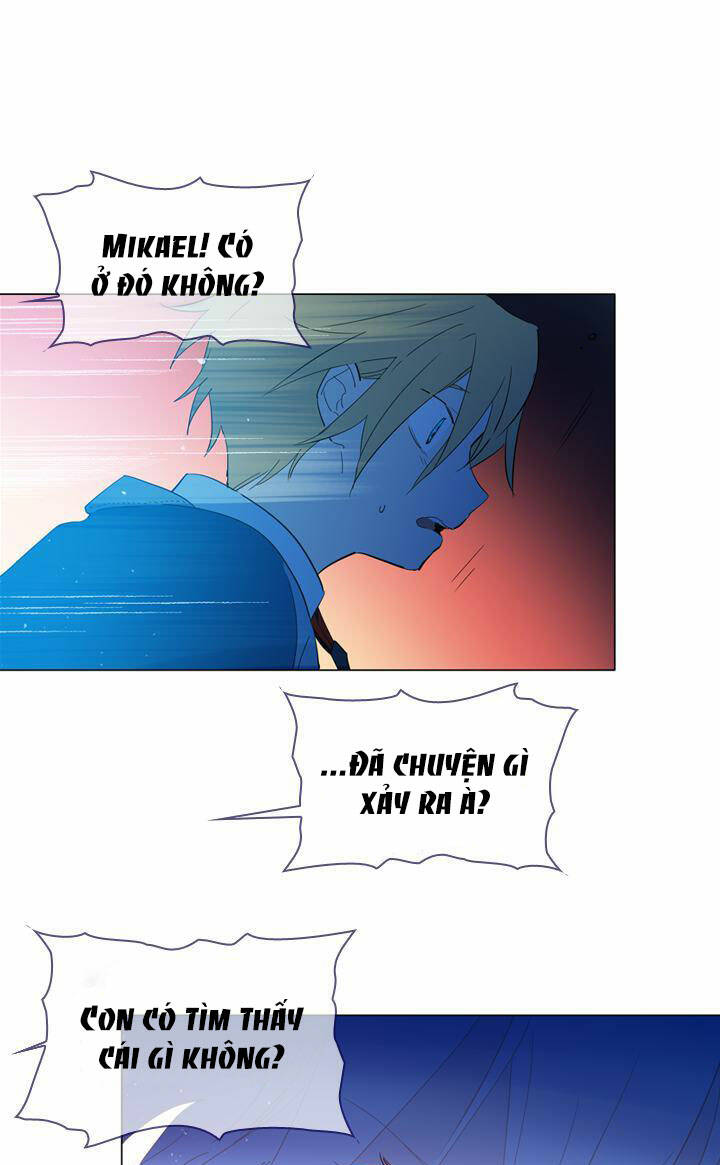 MIKAEL! CÓ
Ở ĐÓ KHÔNG?
...ĐÃ CHUYỆN GÌ
XẢY RA À?
CON CÓ TÌM THẤY
CÁI GÌ KHÔNG?